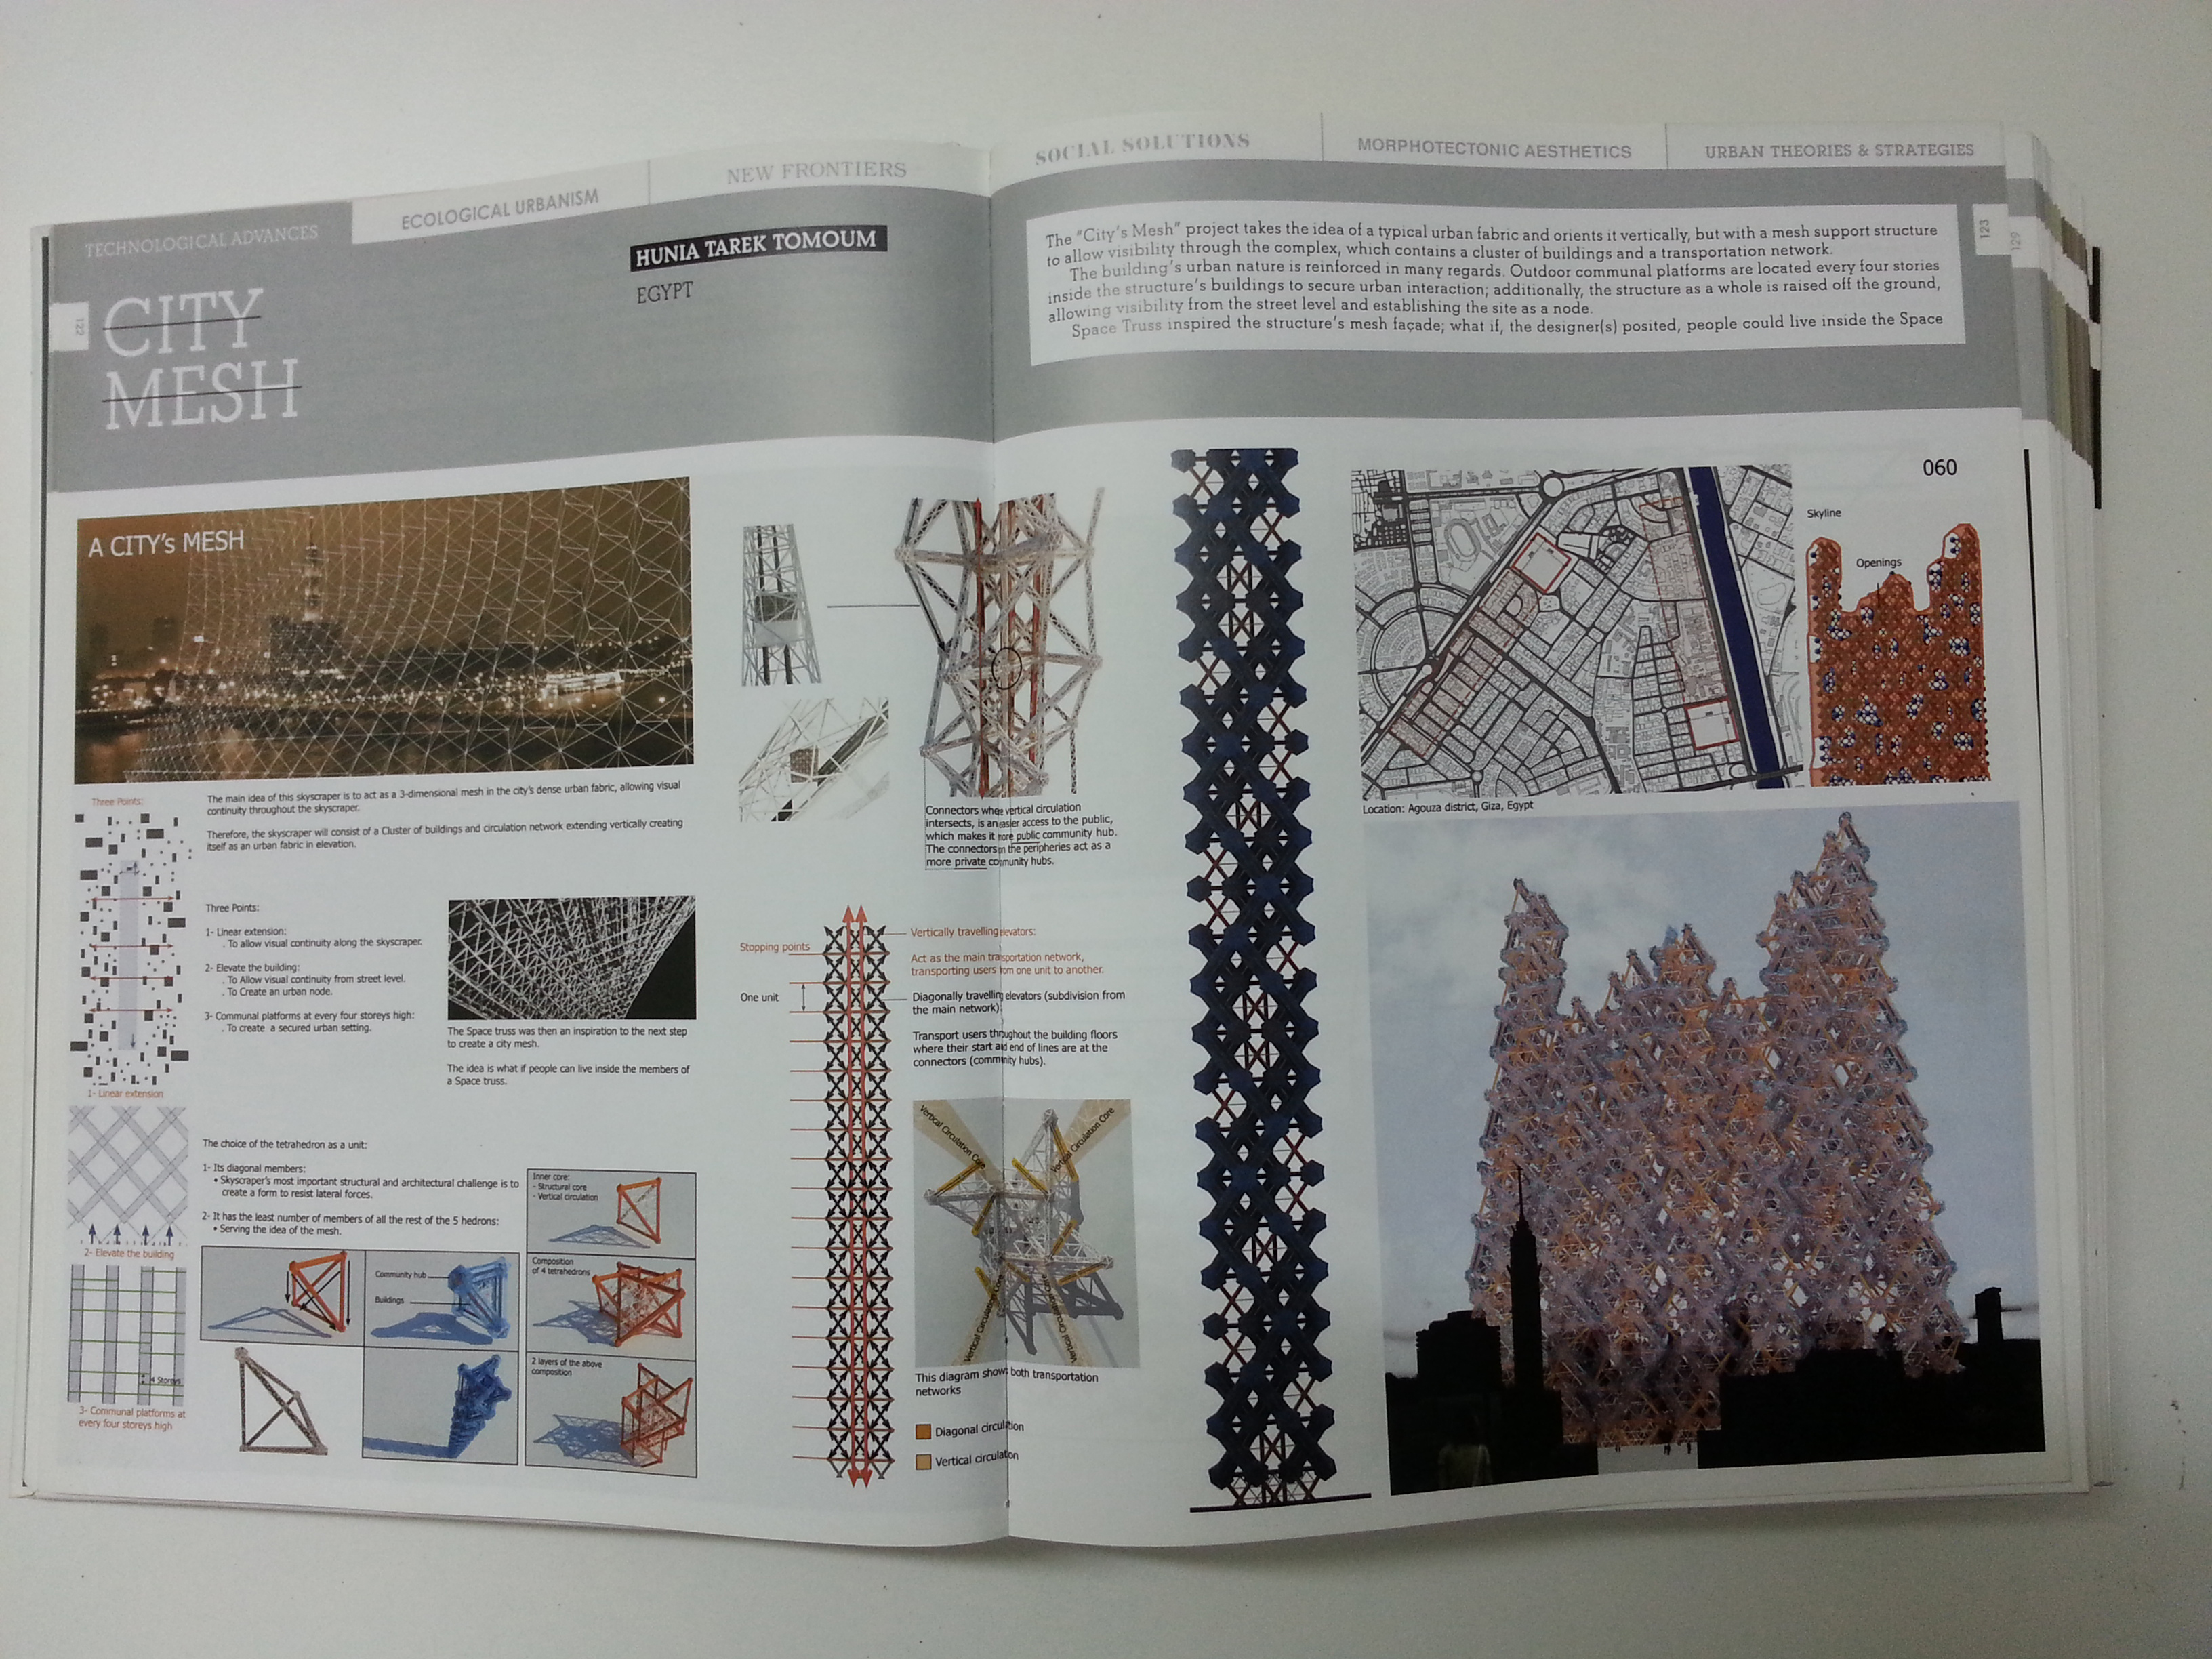 TECHNOLOGICAL ADVANCES
ECOLOGICAL URBANISM
NEW FRONTIERS
SOCIAL SOLUTIONS
MORPHOTECTONIC AESTHETICS
URBAN THEORIES & STRATEGIES
122
CITY
MESH
HUNIA TAREK TOMOUM
EGYPT
The "City's Mesh" project takes the idea of a typical urban fabric and orients it vertically, but with a mesh support structure
to allow visibility through the complex, which contains a cluster of buildings and a transportation network.
The building's urban nature is reinforced in many regards. Outdoor communal platforms are located every four stories
inside the structure's buildings to secure urban interaction; additionally, the structure as a whole is raised off the ground,
allowing visibility from the street level and establishing the site as a node.
Space Truss inspired the structure's mesh façade; what if, the designer(s) posited, people could live inside the Space
123
129
A CITY's MESH
Three Points:
1- Linear extension
2- Elevate the building
4 Storeys
3- Communal platforms at
every four storeys high
The main idea of this skyscraper is to act as a 3-dimensional mesh in the city's dense urban fabric, allowing visual
continuity throughout the skyscraper.
Therefore, the skyscraper will consist of a Cluster of buildings and circulation network extending vertically creating
itself as an urban fabric in elevation.
Three Points:
1- Linear extension:
. To allow visual continuity along the skyscraper.
2- Elevate the building:
. To Allow visual continuity from street level.
. To Create an urban node.
3- Communal platforms at every four storeys high:
. To create a secured urban setting.
The Space truss was then an inspiration to the next step
to create a city mesh.
The idea is what if people can live inside the members of
a Space truss.
The choice of the tetrahedron as a unit:
1- Its diagonal members:
• Skyscraper's most important structural and architectural challenge is to
create a form to resist lateral forces.
2- It has the least number of members of all the rest of the 5 hedrons:
• Serving the idea of the mesh.
Community hub
Buildings
Inner core:
- Structural core
- Vertical circulation
Composition
of 4 tetrahedrons
2 layers of the above
composition
Connectors where vertical circulation
intersects, is an easier access to the public,
which makes it more public community hub.
The connectors on the peripheries act as a
more private community hubs.
Stopping points
One unit
Vertically travelling elevators:
Act as the main transportation network,
transporting users from one unit to another.
Diagonally travelling elevators (subdivision from
the main network):
Transport users throughout the building floors
where their start and end of lines are at the
connectors (community hubs).
Vertical Circulation Core
Vertical Circulation Core
Vertical Circulation Co
Vertical Co
This diagram shows both transportation
networks
Diagonal circulation
Vertical circulation
Location: Agouza district, Giza, Egypt
060
Skyline
Openings